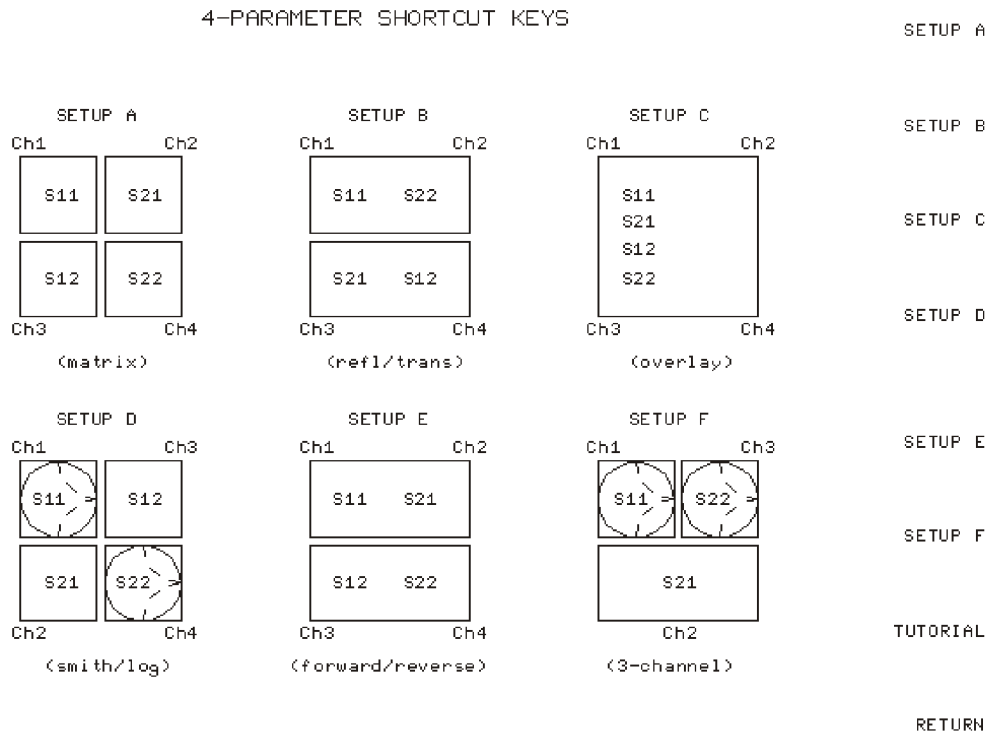 4-PARAMETER SHORTCUT KEYS
SETUP A
SETUP B
SETUP C
Ch1 Ch2
Ch1 Ch2
Ch1 Ch2
S11 S21
S12 S22
S11 S22
S21 S12
S11
S21
S12
S22
Ch3 Ch4
Ch3 Ch4
Ch3 Ch4
(matrix)
(refl/trans)
(overlay)
SETUP D
SETUP E
SETUP F
Ch1 Ch3
Ch1 Ch2
Ch1 Ch3
S11 S12
S21 S22
S11 S21
S12 S22
S11 S22
S21
Ch2 Ch4
Ch3 Ch4
Ch2
(smith/log)
(forward/reverse)
(3-channel)
SETUP A
SETUP B
SETUP C
SETUP D
SETUP E
SETUP F
TUTORIAL
RETURN